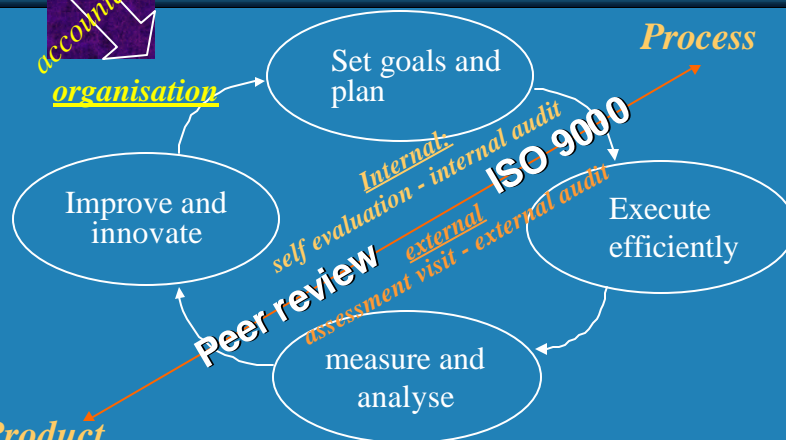 Process
organisation
Set goals and
plan
Internal:
self evaluation - internal audit
ISO 9000
Improve and
innovate
Execute
efficiently
external
assessment visit - external audit
Peer review
measure and
analyse
Product